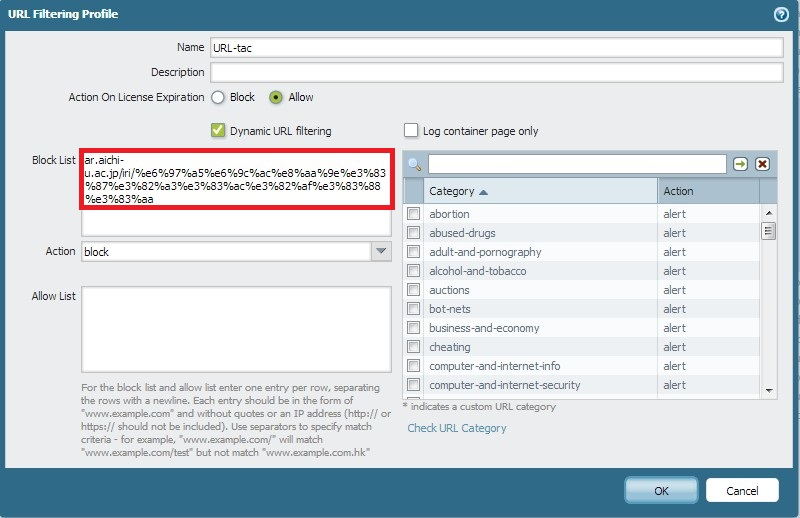 URL Filtering Profile
Name
URL-tac
Description
Action On License Expiration
Block
Allow
Dynamic URL filtering
Log container page only
Block List
ar.aichi-
u.ac.jp/iri/%e6%97%a5%e6%9c%ac%e8%aa%9e%e3%83
%87%e3%82%a3%e3%83%ac%e3%82%af%e3%83%88
%e3%83%aa
Action
block
Allow List
For the block list and allow list enter one entry per row, separating
the rows with a newline. Each entry should be in the form of
"www.example.com" and without quotes or an IP address (http:// or
https:// should not be included). Use separators to specify match
criteria - for example, "www.example.com/" will match
"www.example.com/test" but not match "www.example.com.hk"
Category
Action
abortion
alert
abused-drugs
alert
adult-and-pornography
alert
alcohol-and-tobacco
alert
auctions
alert
bot-nets
alert
business-and-economy
alert
cheating
alert
computer-and-internet-info
alert
computer-and-internet-security
alert
* indicates a custom URL category
Check URL Category
OK
Cancel